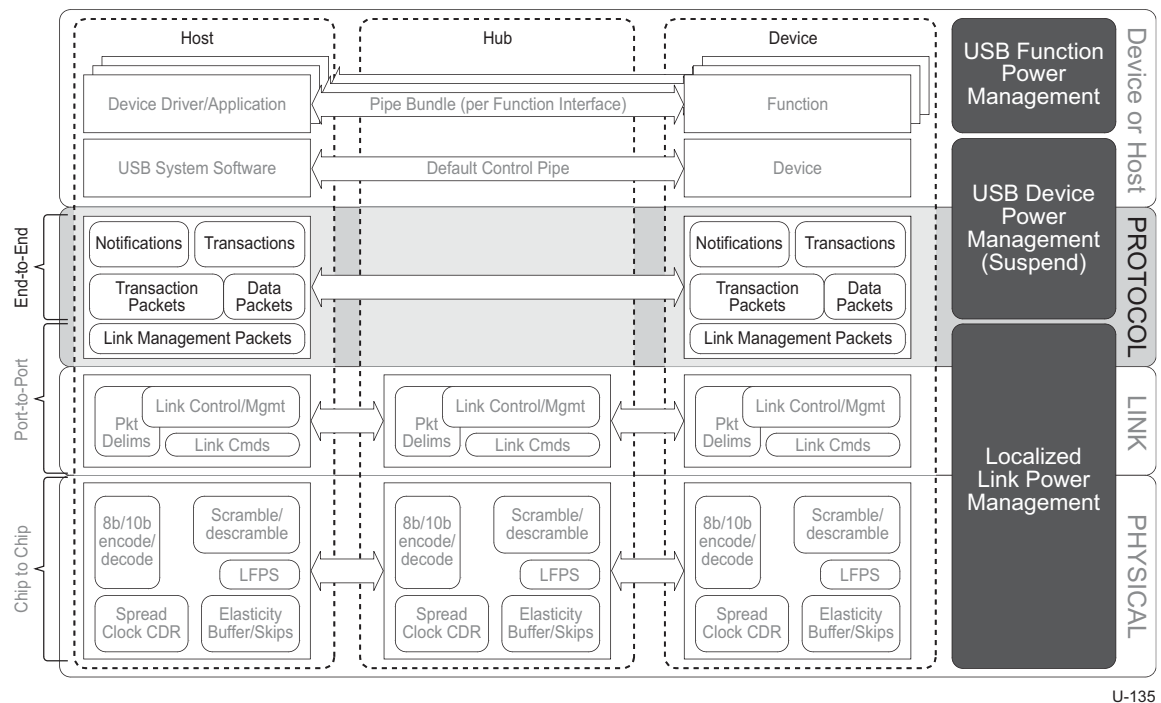 Host
Hub
Device
Device Driver/Application
Pipe Bundle (per Function Interface)
Function
USB System Software
Default Control Pipe
Device
USB Function
Power
Management
Device or Host
End-to-End
Notifications
Transactions
Transaction
Packets
Data
Packets
Link Management Packets
Notifications
Transactions
Transaction
Packets
Data
Packets
Link Management Packets
USB Device
Power
Management
(Suspend)
PROTOCOL
Port-to-Port
Pkt
Delims
Link Control/Mgmt
Link Cmds
Pkt
Delims
Link Control/Mgmt
Link Cmds
Pkt
Delims
Link Control/Mgmt
Link Cmds
LINK
Localized
Link Power
Management
Chip to Chip
8b/10b
encode/
decode
Scramble/
descramble
LFPS
Spread
Clock CDR
Elasticity
Buffer/Skips
8b/10b
encode/
decode
Scramble/
descramble
LFPS
Spread
Clock CDR
Elasticity
Buffer/Skips
8b/10b
encode/
decode
Scramble/
descramble
LFPS
Spread
Clock CDR
Elasticity
Buffer/Skips
PHYSICAL
U-135